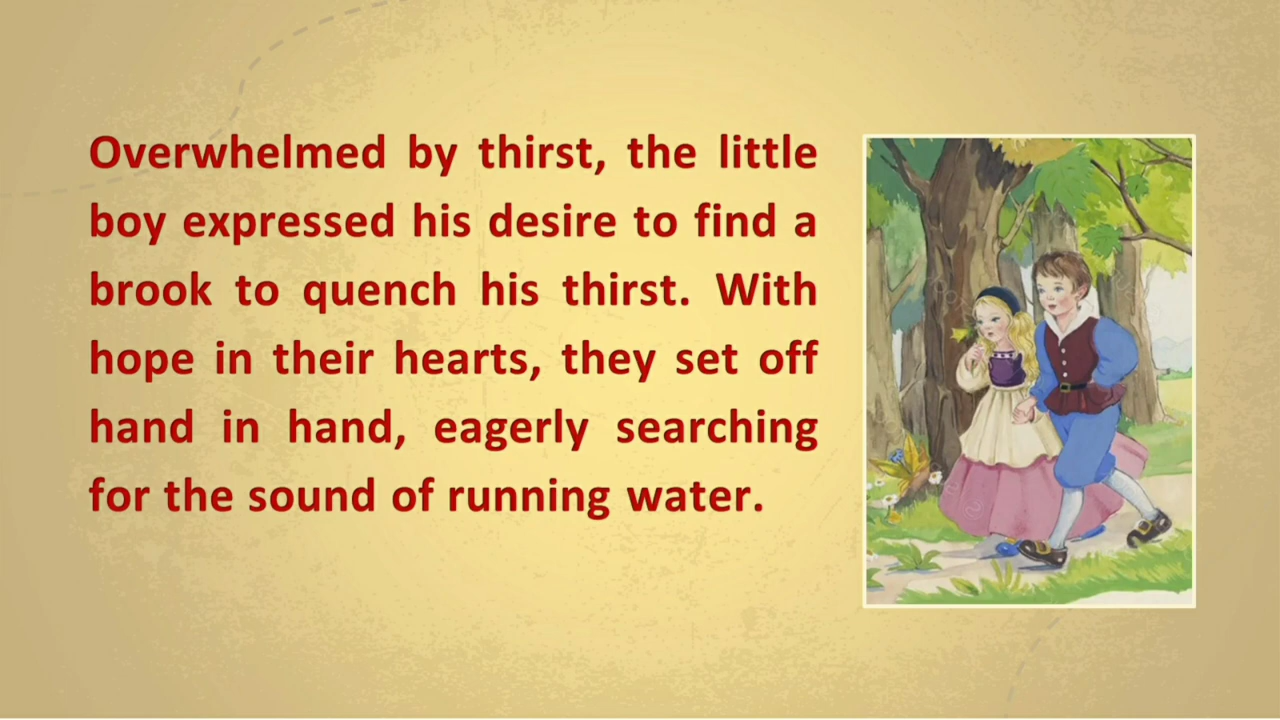 Overwhelmed by thirst, the little
boy expressed his desire to find a
brook to quench his thirst. With
hope in their hearts, they set off
hand in hand, eagerly searching
for the sound of running water.